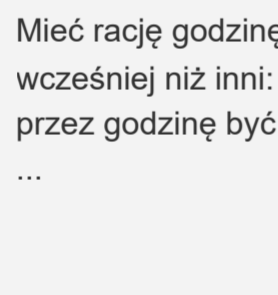 Mieć rację godzinę
wcześniej niż inni:
przez godzinę być
...